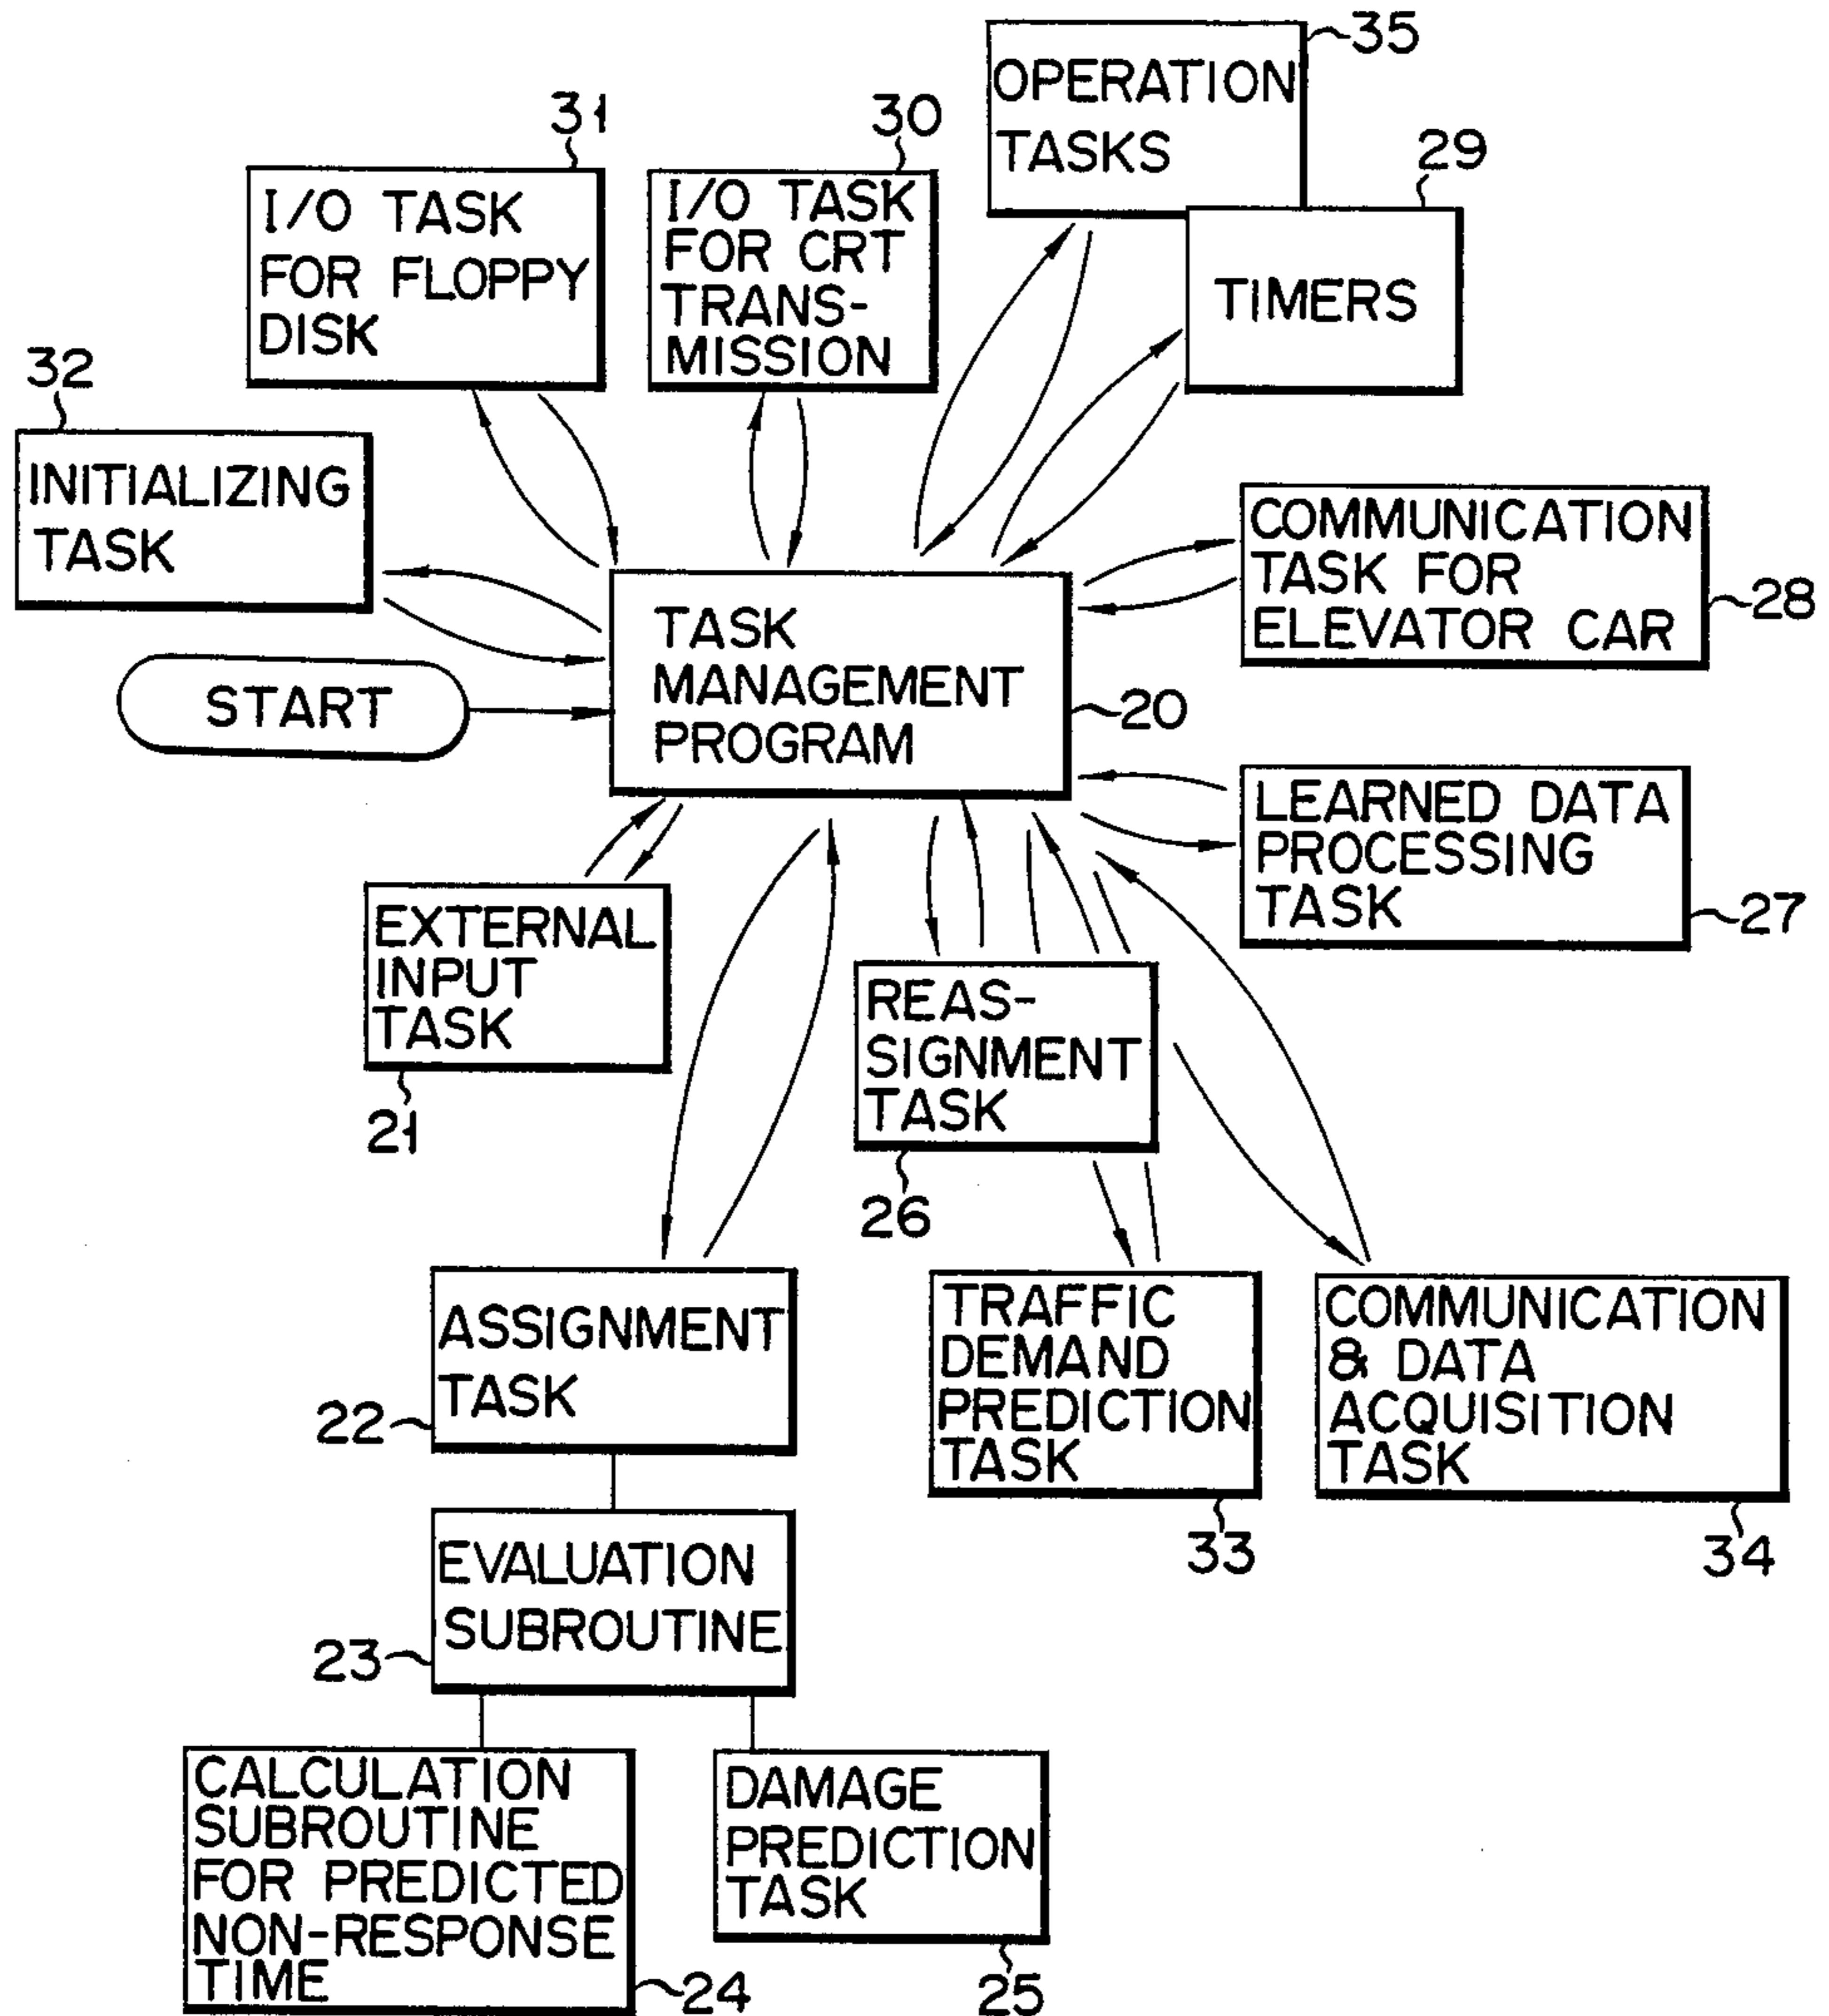 35
OPERATION
TASKS
31
30
29
I/O TASK
FOR FLOPPY
DISK
I/O TASK
FOR CRT
TRANS-
MISSION
TIMERS
32
INITIALIZING
TASK
COMMUNICATION
TASK FOR
ELEVATOR CAR
28
START
TASK
MANAGEMENT
PROGRAM
20
LEARNED DATA
PROCESSING
TASK
27
EXTERNAL
INPUT
TASK
21
REAS-
SIGNMENT
TASK
26
ASSIGNMENT
TASK
22
TRAFFIC
DEMAND
PREDICTION
TASK
33
COMMUNICATION
& DATA
ACQUISITION
TASK
34
EVALUATION
SUBROUTINE
23
CALCULATION
SUBROUTINE
FOR PREDICTED
NON-RESPONSE
TIME
24
DAMAGE
PREDICTION
TASK
25